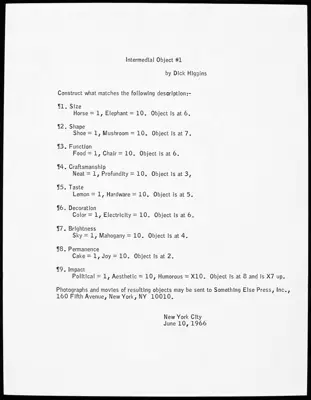 Intermedial Object #1
by Dick Higgins
Construct what matches the following description:-
¶1. Size
Horse = 1, Elephant = 10. Object is at 6.
¶2. Shape
Shoe = 1, Mushroom = 10. Object is at 7.
¶3. Function
Food = 1, Chair = 10. Object is at 6.
¶4. Craftsmanship
Neat = 1, Profundity = 10. Object is at 3,
¶5. Taste
Lemon = 1, Hardware = 10. Object is at 5.
¶6. Decoration
Color = 1, Electricity = 10. Object is at 6.
¶7. Brightness
Sky = 1, Mahogany = 10. Object is at 4.
¶8. Permanence
Cake = 1, Joy = 10. Object is at 2.
¶9. Impact
Political = 1, Aesthetic = 10, Humorous = X10. Object is at 8 and is X7 up.
Photographs and movies of resulting objects may be sent to Something Else Press, Inc.,
160 Fifth Avenue, New York, NY 10010.
New York City
June 10, 1966